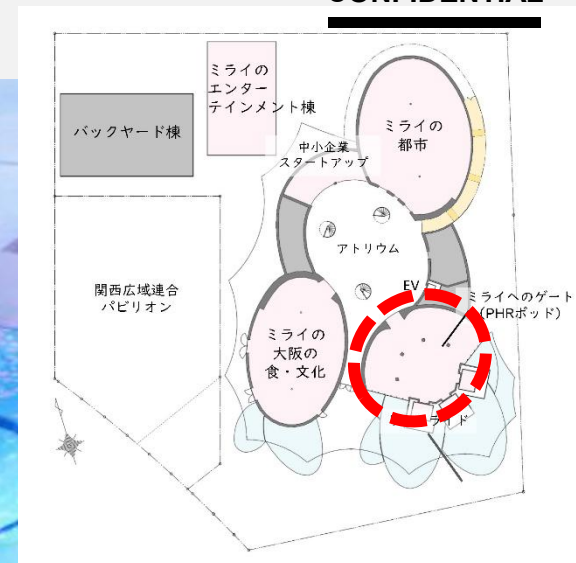 CONFIDENTIAL
ミライの
エンター
テインメント棟
バックヤード棟
ミライの
都市
中小企業
スタートアップ
アトリウム
関西広域連合
パビリオン
EV
ミライへのゲート
(PHRポッド)
ミライの
大阪の
食・文化